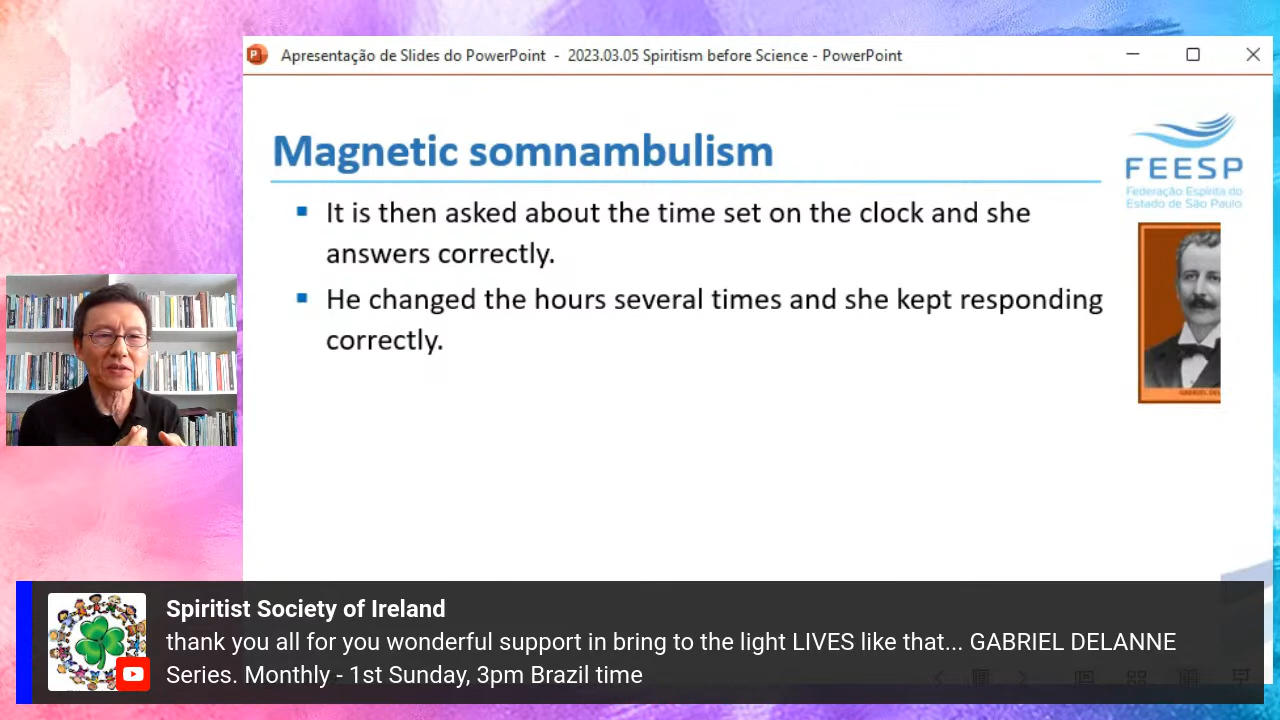 Apresentação de Slides do PowerPoint - 2023.03.05 Spiritism before Science - PowerPoint
Magnetic somnambulism
FEESP
Federação Espírita do
Estado de São Paulo
It is then asked about the time set on the clock and she
answers correctly.
He changed the hours several times and she kept responding
correctly.
Spiritist Society of Ireland
thank you all for you wonderful support in bring to the light LIVES like that... GABRIEL DELANNE
Series. Monthly - 1st Sunday, 3pm Brazil time